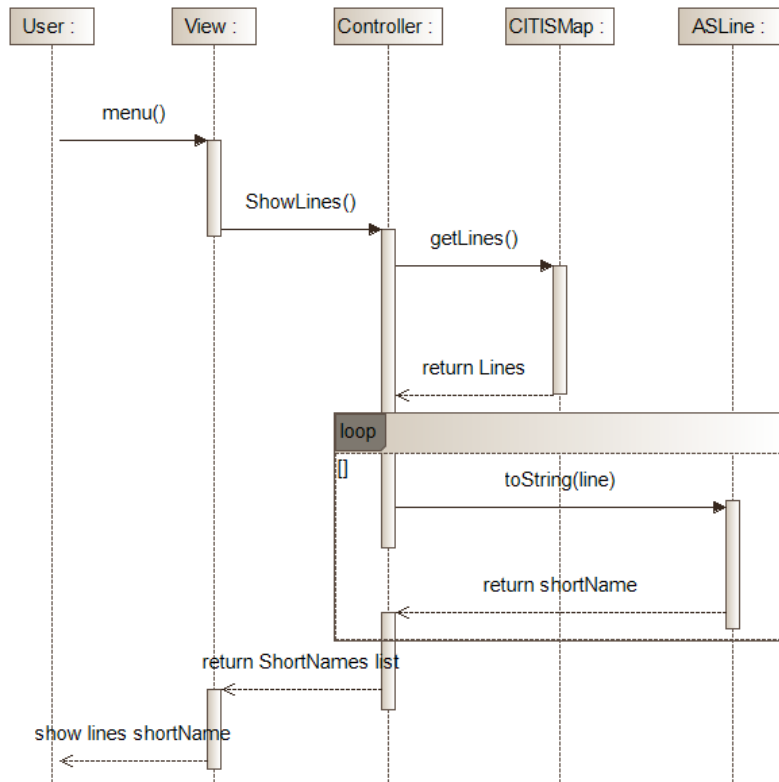 User :
View :
Controller :
CITISMap :
ASLine :
menu()
ShowLines()
getLines()
return Lines
loop
[]
toString(line)
return shortName
return ShortNames list
show lines shortName